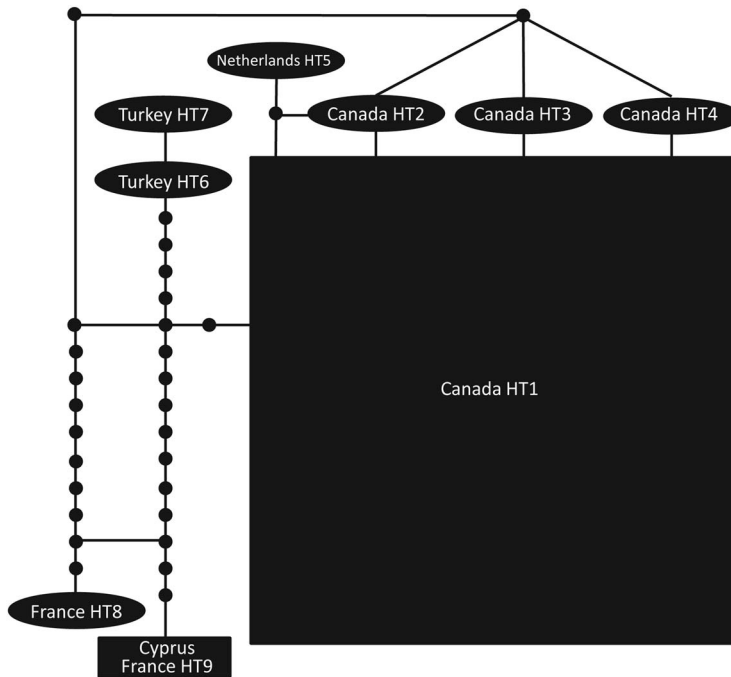 Netherlands HT5
Turkey HT7
Canada HT2
Canada HT3
Canada HT4
Turkey HT6
Canada HT1
France HT8
Cyprus
France HT9